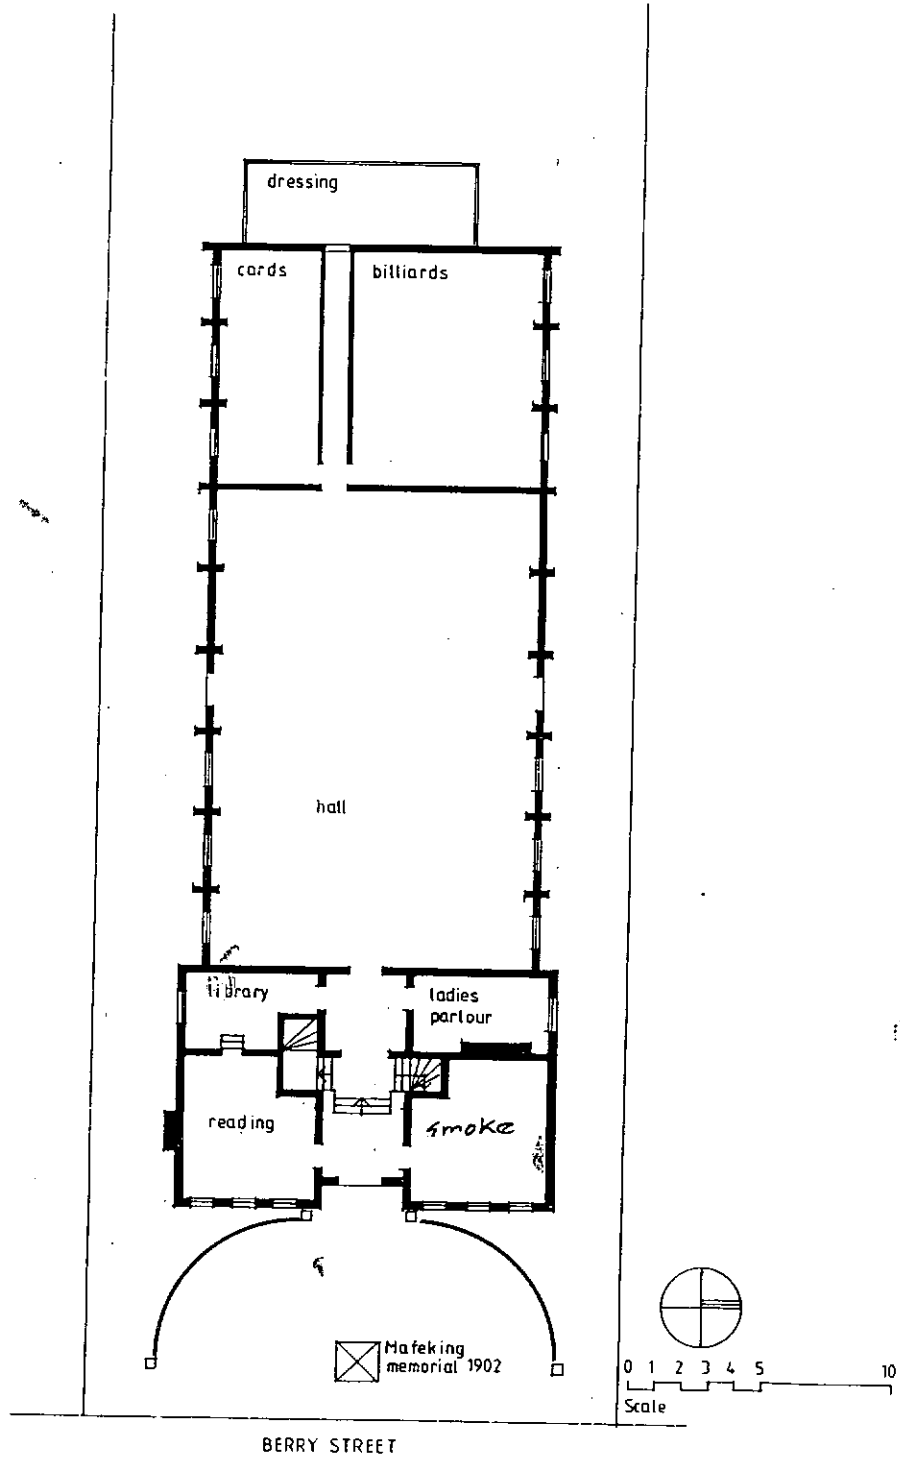 dressing
cards
billiards
hall
library
ladies
parlour
reading
smoke
Mafeking
memorial 1902
0 1 2 3 4 5 10
Scale
BERRY STREET